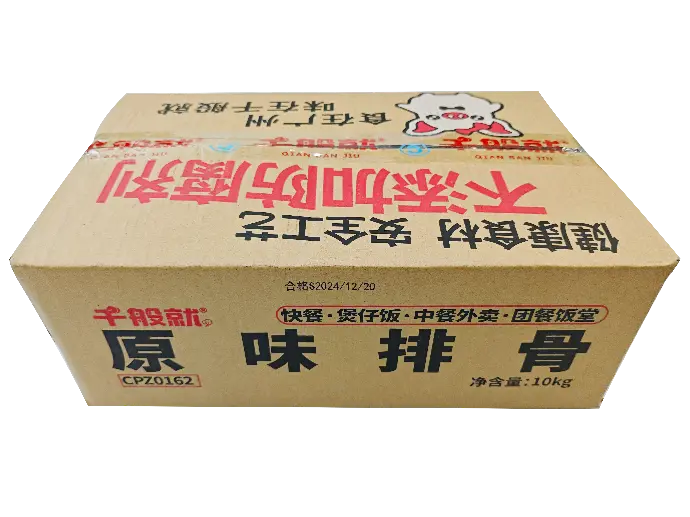 食在广州
味在千般就
QIAN BAN JIU
QIAN BAN JIU
不添加防腐剂
健康食材 安全工艺
合格S2024/12/20
千般就®
快餐·煲仔饭·中餐外卖·团餐饭堂
原味排骨
CPZ0162
净含量:10kg